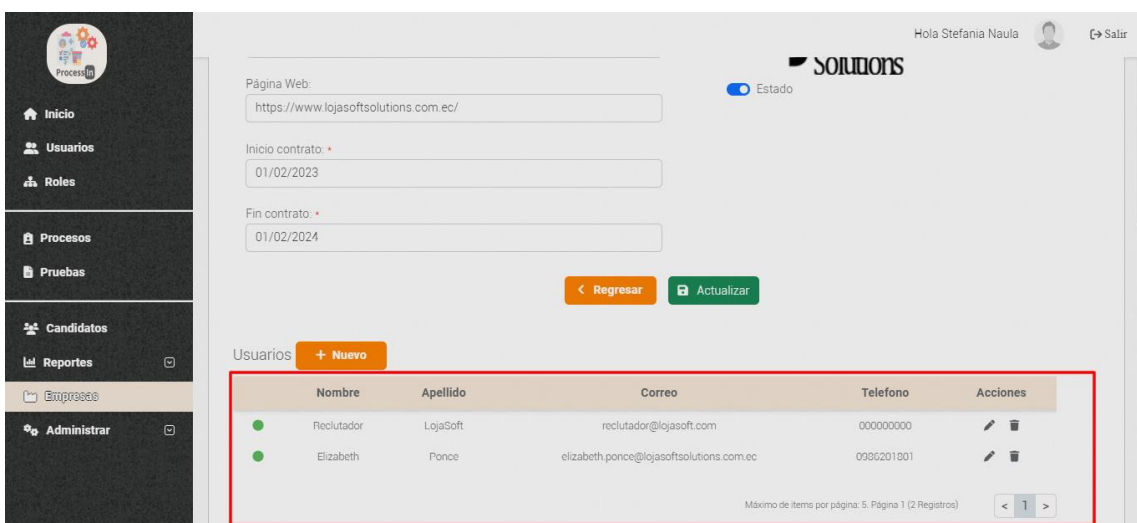 Hola Stefania Naula
Salir
Process In
Inicio
Usuarios
Roles
Procesos
Pruebas
Candidatos
Reportes
Empresas
Administrar
Solutions
Página Web:
Estado
https://www.lojasoftsolutions.com.ec/
Inicio contrato: *
01/02/2023
Fin contrato: *
01/02/2024
< Regresar
Actualizar
Usuarios
+ Nuevo
Nombre Apellido Correo Telefono Acciones
Reclutador LojaSoft reclutador@lojasoft.com 000000000
Elizabeth Ponce elizabeth.ponce@lojasoftsolutions.com.ec 0986201801
Máximo de items por página: 5. Página 1 (2 Registros) < 1 >